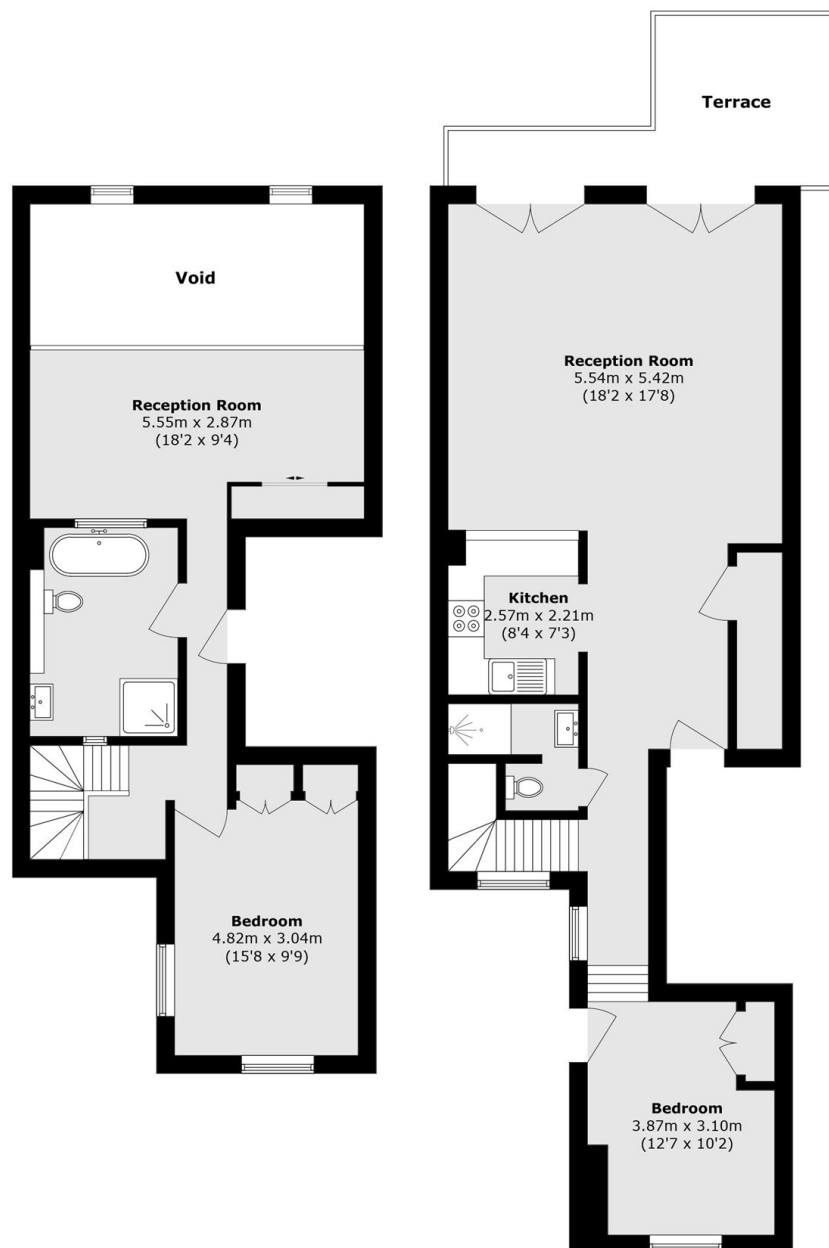 Terrace
Void
Reception Room
5.55m x 2.87m
(18'2 x 9'4)
Reception Room
5.54m x 5.42m
(18'2 x 17'8)
Kitchen
2.57m x 2.21m
(8'4 x 7'3)
Bedroom
4.82m x 3.04m
(15'8 x 9'9)
Bedroom
3.87m x 3.10m
(12'7 x 10'2)